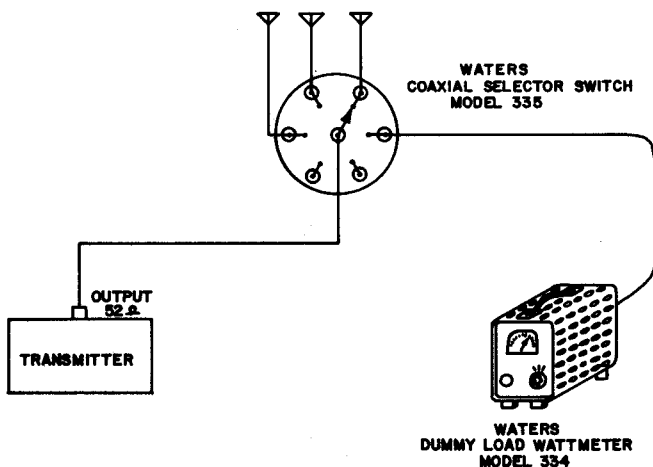 WATERS
COAXIAL SELECTOR SWITCH
MODEL 335
OUTPUT
52 Ω
TRANSMITTER
WATERS
DUMMY LOAD WATTMETER
MODEL 334